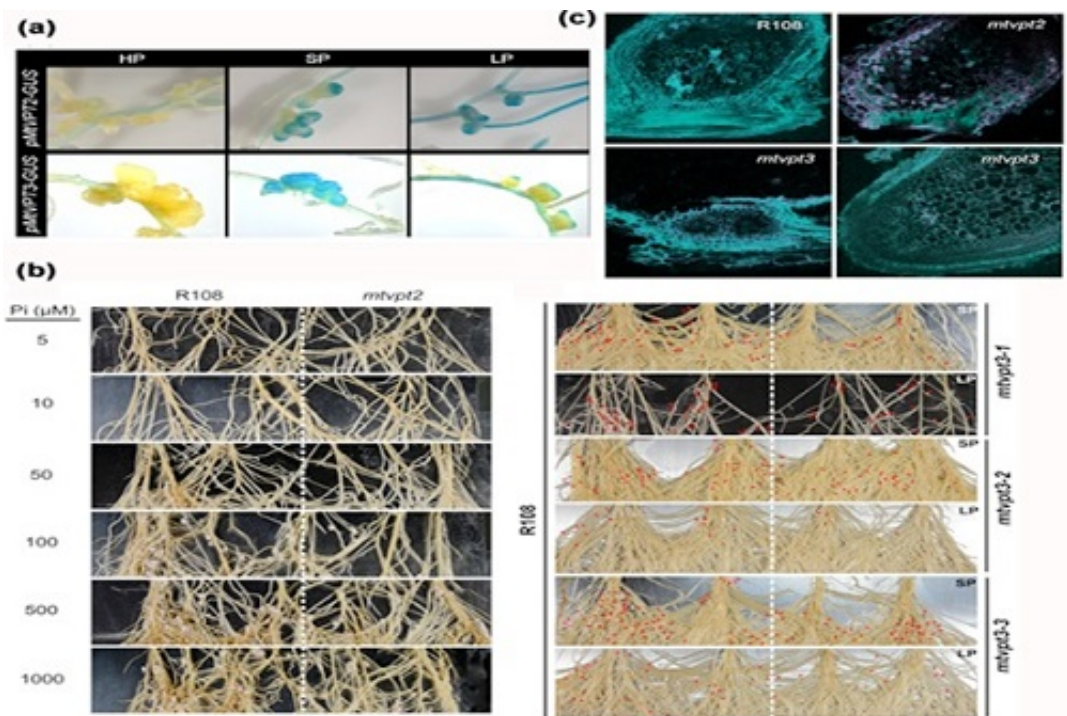 (a)
HP SP LP
pMtVPT2-GUS
pMtVPT3-GUS
(c)
R108 mtvpt2
mtvpt3 mtvpt3
(b)
R108 mtvpt2
Pi (µM)
5
10
50
100
500
1000
R108
SP
LP
mtvpt3-1
SP
LP
mtvpt3-2
SP
LP
mtvpt3-3